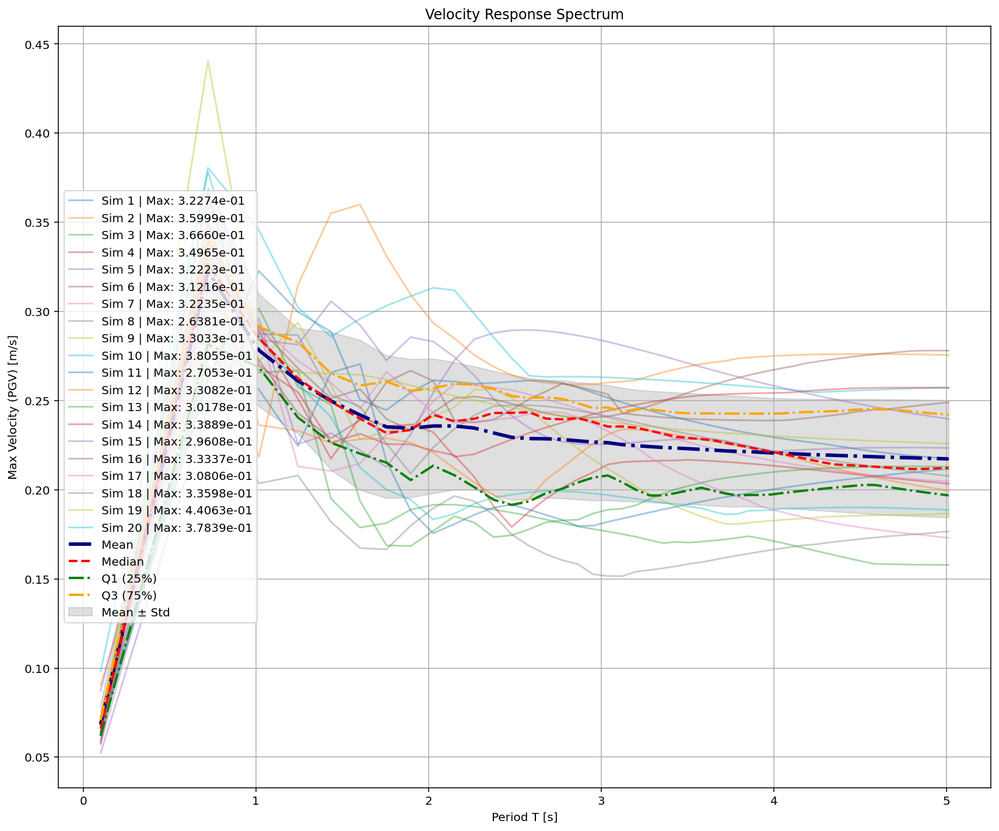 Velocity Response Spectrum
Max Velocity (PGV) [m/s]
0.45
0.40
0.35
0.30
0.25
0.20
0.15
0.10
0.05
Sim 1 | Max: 3.2274e-01
Sim 2 | Max: 3.5999e-01
Sim 3 | Max: 3.6660e-01
Sim 4 | Max: 3.4965e-01
Sim 5 | Max: 3.2223e-01
Sim 6 | Max: 3.1216e-01
Sim 7 | Max: 3.2235e-01
Sim 8 | Max: 2.6381e-01
Sim 9 | Max: 3.3033e-01
Sim 10 | Max: 3.8055e-01
Sim 11 | Max: 2.7053e-01
Sim 12 | Max: 3.3082e-01
Sim 13 | Max: 3.0178e-01
Sim 14 | Max: 3.3889e-01
Sim 15 | Max: 2.9608e-01
Sim 16 | Max: 3.3337e-01
Sim 17 | Max: 3.0806e-01
Sim 18 | Max: 3.3598e-01
Sim 19 | Max: 4.4063e-01
Sim 20 | Max: 3.7839e-01
Mean
Median
Q1 (25%)
Q3 (75%)
Mean ± Std
0 1 2 3 4 5
Period T [s]